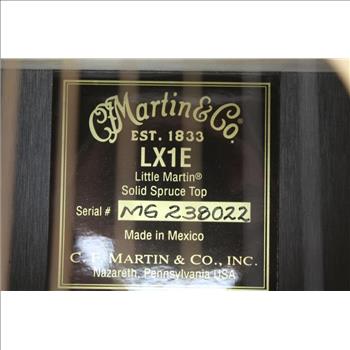 C.F. Martin & Co.
EST. 1833
LX1E
Little Martin®
Solid Spruce Top
Serial # MG 238022
Made in Mexico
C. F. MARTIN & CO., INC.
Nazareth, Pennsylvania USA